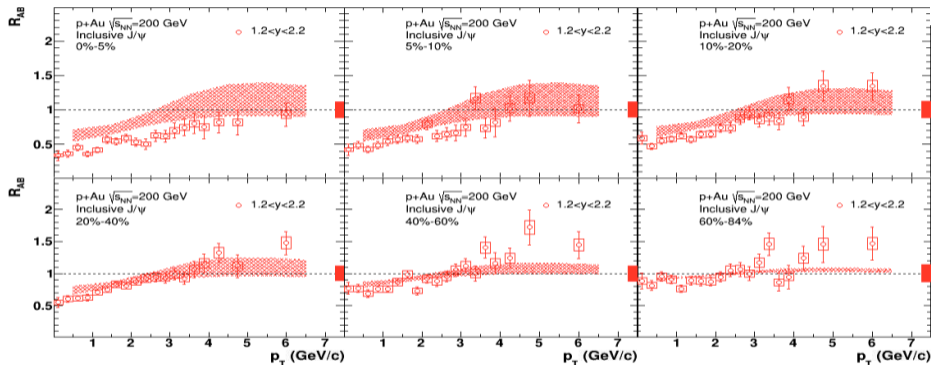 R_AB
p+Au √s_NN=200 GeV
Inclusive J/ψ
0%-5%
1.2<y<2.2
p+Au √s_NN=200 GeV
Inclusive J/ψ
5%-10%
1.2<y<2.2
p+Au √s_NN=200 GeV
Inclusive J/ψ
10%-20%
1.2<y<2.2
2
1.5
1
0.5
R_AB
p+Au √s_NN=200 GeV
Inclusive J/ψ
20%-40%
1.2<y<2.2
p+Au √s_NN=200 GeV
Inclusive J/ψ
40%-60%
1.2<y<2.2
p+Au √s_NN=200 GeV
Inclusive J/ψ
60%-84%
1.2<y<2.2
2
1.5
1
0.5
1 2 3 4 5 6 7 1 2 3 4 5 6 7 1 2 3 4 5 6 7
p_T (GeV/c) p_T (GeV/c) p_T (GeV/c)